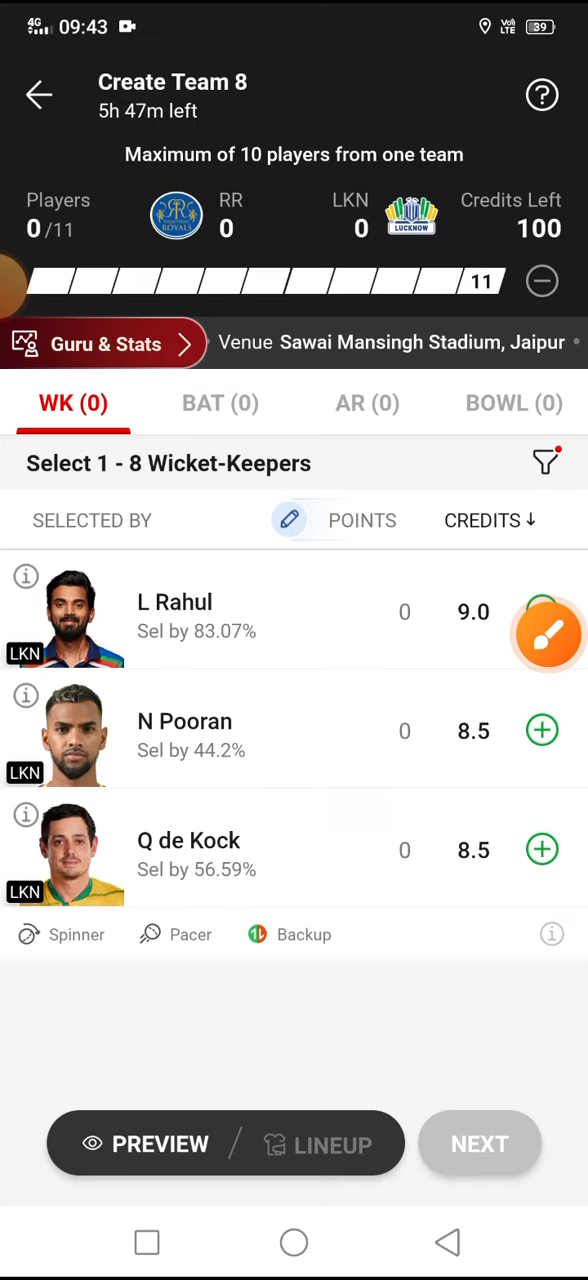 4G 09:43 VoI) LTE 39
Create Team 8
5h 47m left
Maximum of 10 players from one team
Players RR LKN Credits Left
0/11 0 0 LUCKNOW 100
11
Guru & Stats Venue Sawai Mansingh Stadium, Jaipur
WK (0) BAT (0) AR (0) BOWL (0)
Select 1 - 8 Wicket-Keepers
SELECTED BY POINTS CREDITS↓
L Rahul 0 9.0
Sel by 83.07%
LKN
N Pooran 0 8.5
Sel by 44.2%
LKN
Q de Kock 0 8.5
Sel by 56.59%
LKN
Spinner Pacer Backup
PREVIEW / LINEUP NEXT